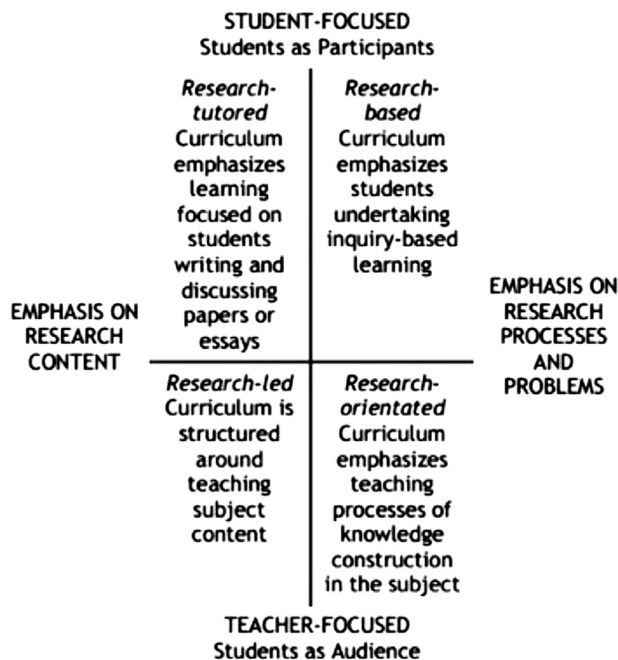 STUDENT-FOCUSED
Students as Participants
Research-
tutored
Curriculum
emphasizes
learning
focused on
students
writing and
discussing
papers or
essays
Research-
based
Curriculum
emphasizes
students
undertaking
inquiry-based
learning
EMPHASIS ON
RESEARCH
CONTENT
EMPHASIS ON
RESEARCH
PROCESSES
AND
PROBLEMS
Research-led
Curriculum is
structured
around
teaching
subject
content
Research-
orientated
Curriculum
emphasizes
teaching
processes of
knowledge
construction
in the subject
TEACHER-FOCUSED
Students as Audience